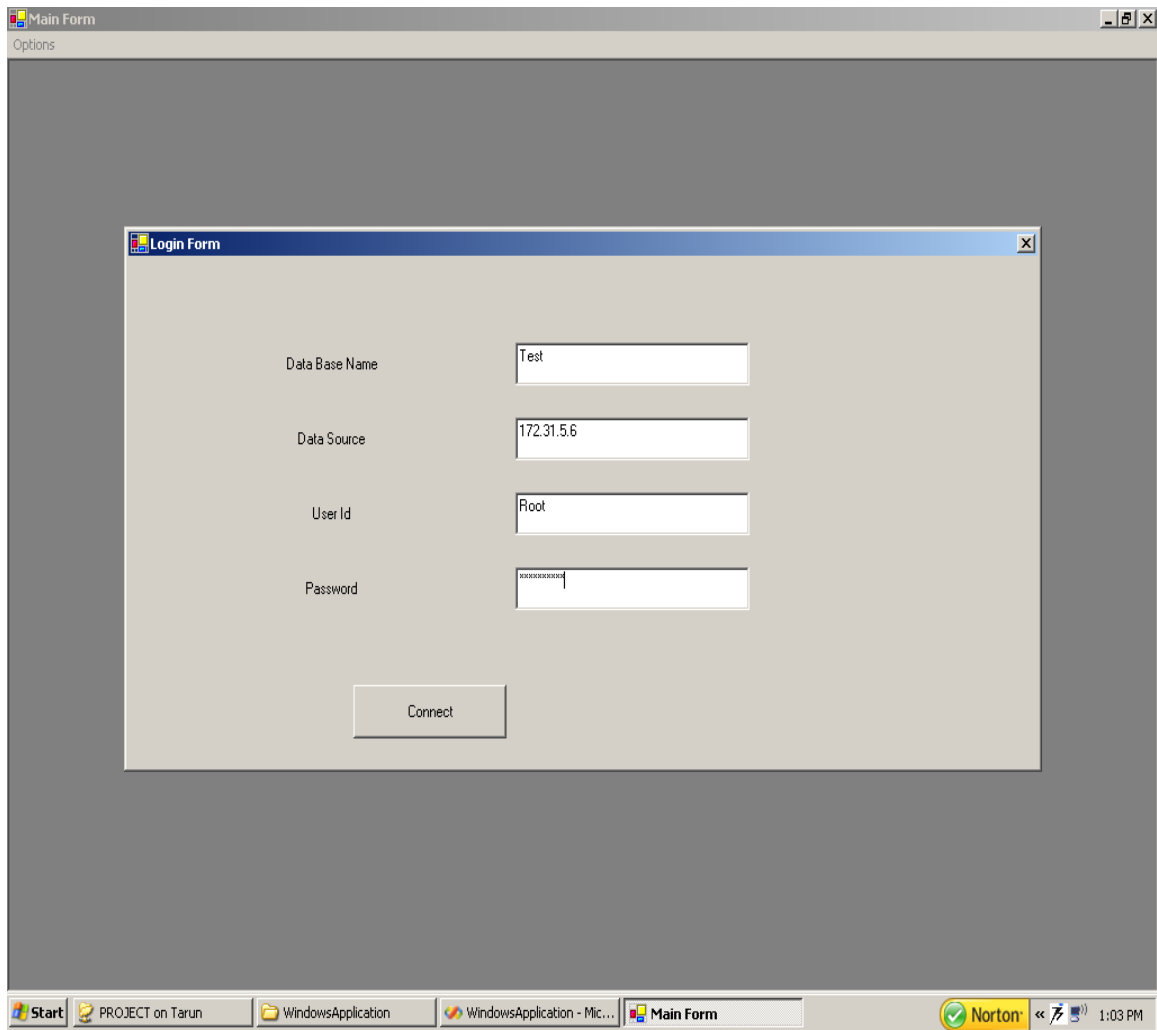 Main Form
Options
Login Form
Data Base Name Test
Data Source 172.31.5.6
User Id Root
Password xxxxxxxxxx
Connect
Start PROJECT on Tarun WindowsApplication WindowsApplication - Mic... Main Form Norton « 1:03 PM